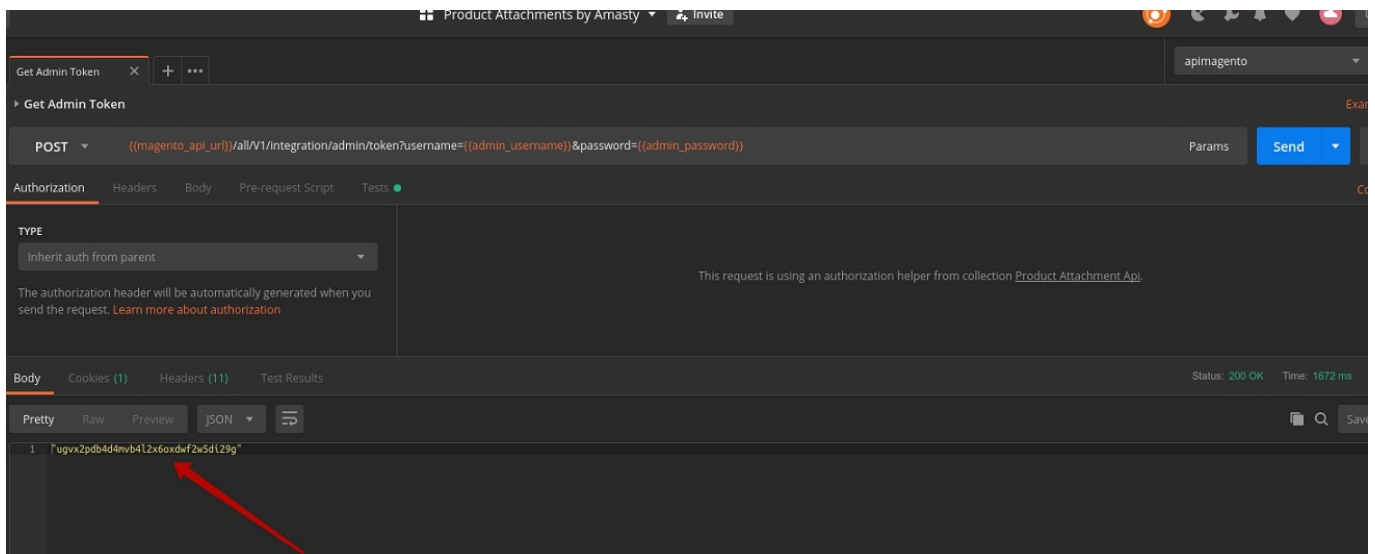 Product Attachments by Amasty Invite
Get Admin Token
apimagento
Get Admin Token
POST {{magento_api_url}}/all/V1/integration/admin/token?username={{admin_username}}&password={{admin_password}} Params Send
Authorization Headers Body Pre-request Script Tests
TYPE
Inherit auth from parent
This request is using an authorization helper from collection Product Attachment Api.
The authorization header will be automatically generated when you
send the request. Learn more about authorization
Body Cookies (1) Headers (11) Test Results Status: 200 OK Time: 1672 ms
Pretty Raw Preview JSON Save
1 "ugvx2pdb4d4mvb4l2x6oxdwf2w5di29g"